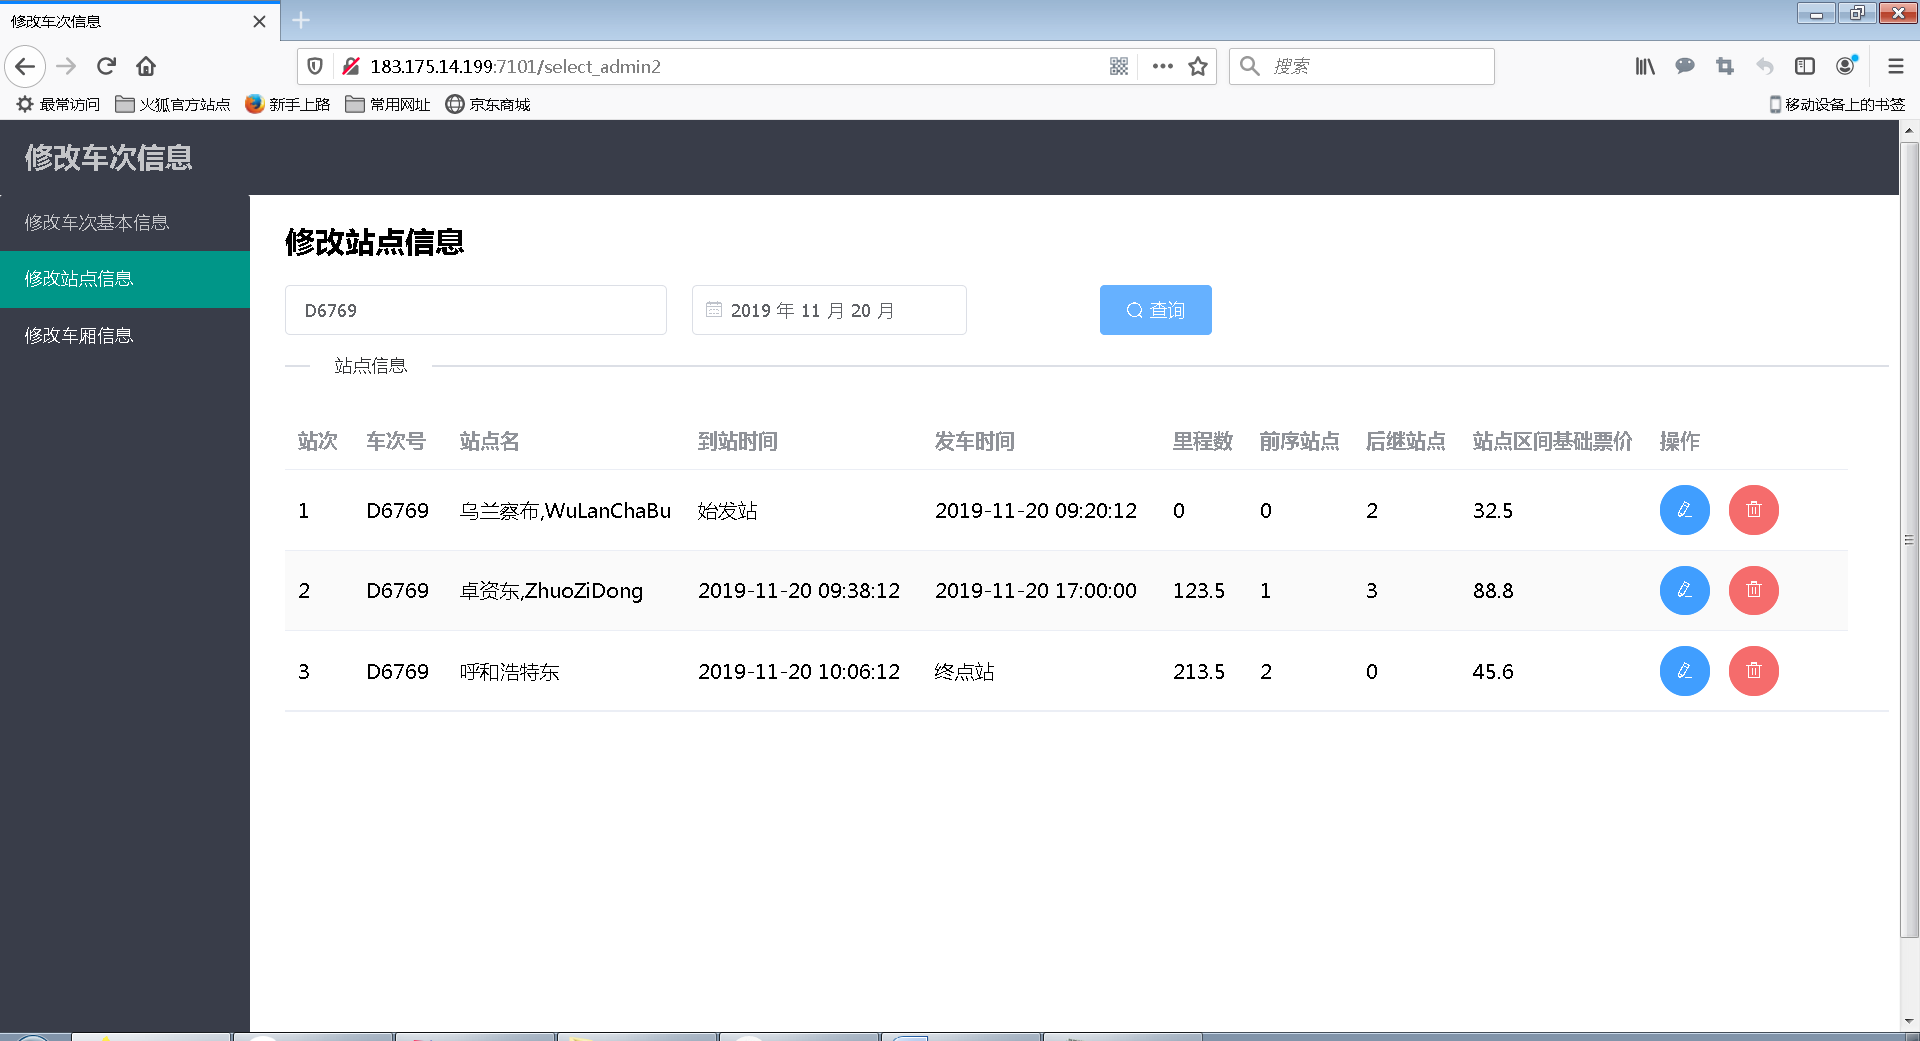 修改车次信息
183.175.14.199:7101/select_admin2
搜索
最常访问 火狐官方站点 新手上路 常用网址 京东商城 移动设备上的书签
修改车次信息
修改车次基本信息
修改站点信息
修改车厢信息
修改站点信息
D6769 2019 年 11 月 20 月 查询
站点信息
站次 车次号 站点名 到站时间 发车时间 里程数 前序站点 后继站点 站点区间基础票价 操作
1 D6769 乌兰察布,WuLanChaBu 始发站 2019-11-20 09:20:12 0 0 2 32.5
2 D6769 卓资东,ZhuoZiDong 2019-11-20 09:38:12 2019-11-20 17:00:00 123.5 1 3 88.8
3 D6769 呼和浩特东 2019-11-20 10:06:12 终点站 213.5 2 0 45.6